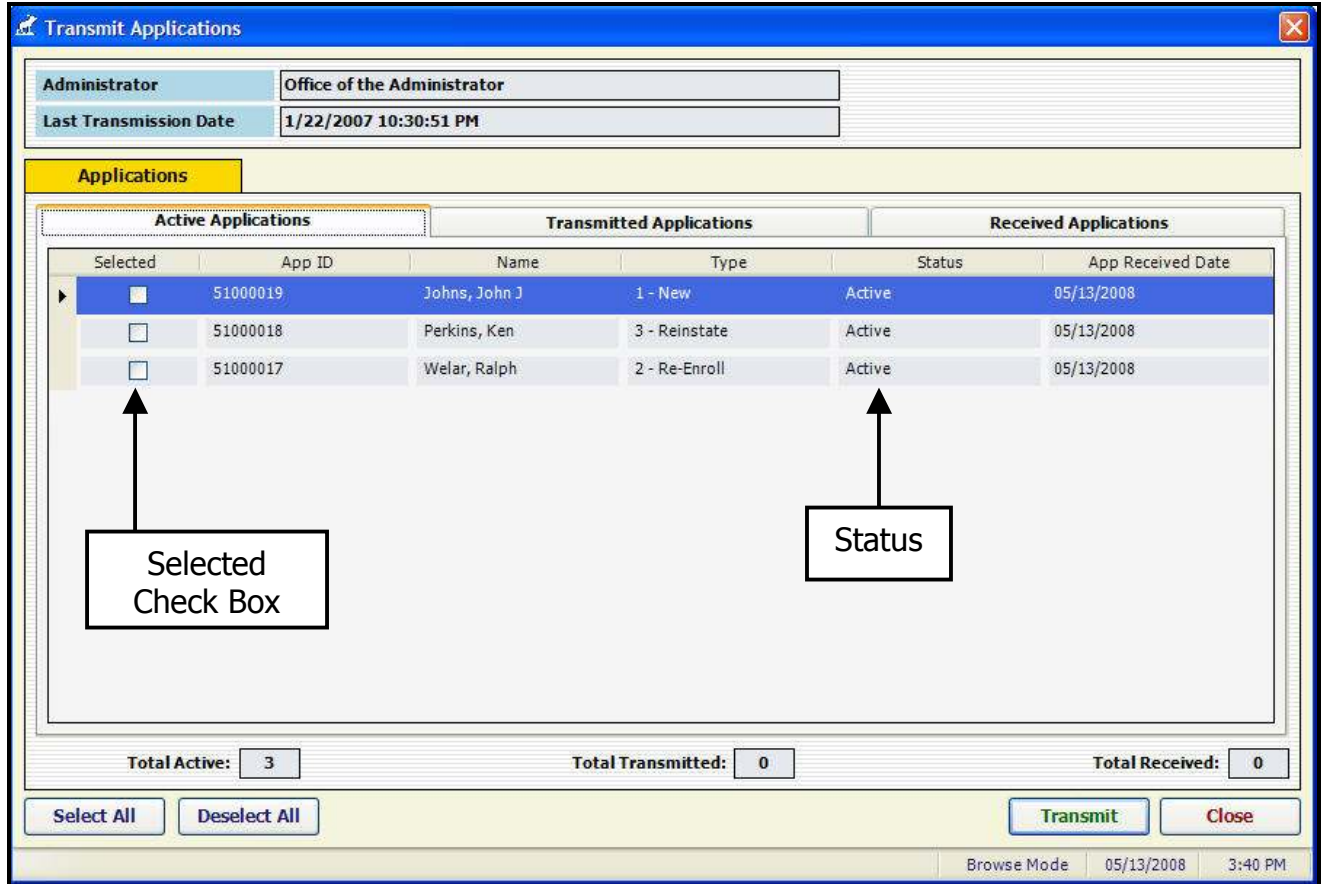 Transmit Applications
Administrator Office of the Administrator
Last Transmission Date 1/22/2007 10:30:51 PM
Applications
Active Applications Transmitted Applications Received Applications
Selected App ID Name Type Status App Received Date
51000019 Johns, John J 1 - New Active 05/13/2008
51000018 Perkins, Ken 3 - Reinstate Active 05/13/2008
51000017 Welar, Ralph 2 - Re-Enroll Active 05/13/2008
Selected
Check Box
Status
Total Active: 3 Total Transmitted: 0 Total Received: 0
Select All Deselect All Transmit Close
Browse Mode 05/13/2008 3:40 PM